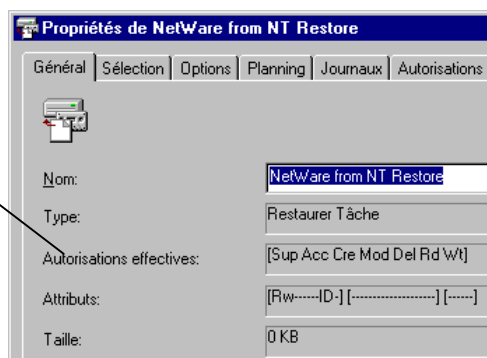 Propriétés de NetWare from NT Restore
Général Sélection Options Planning Journaux Autorisations
Nom: NetWare from NT Restore
Type: Restaurer Tâche
Autorisations effectives: [Sup Acc Cre Mod Del Rd Wt]
Attributs: [Rw------ID-] [--------------------] [------]
Taille: 0 KB